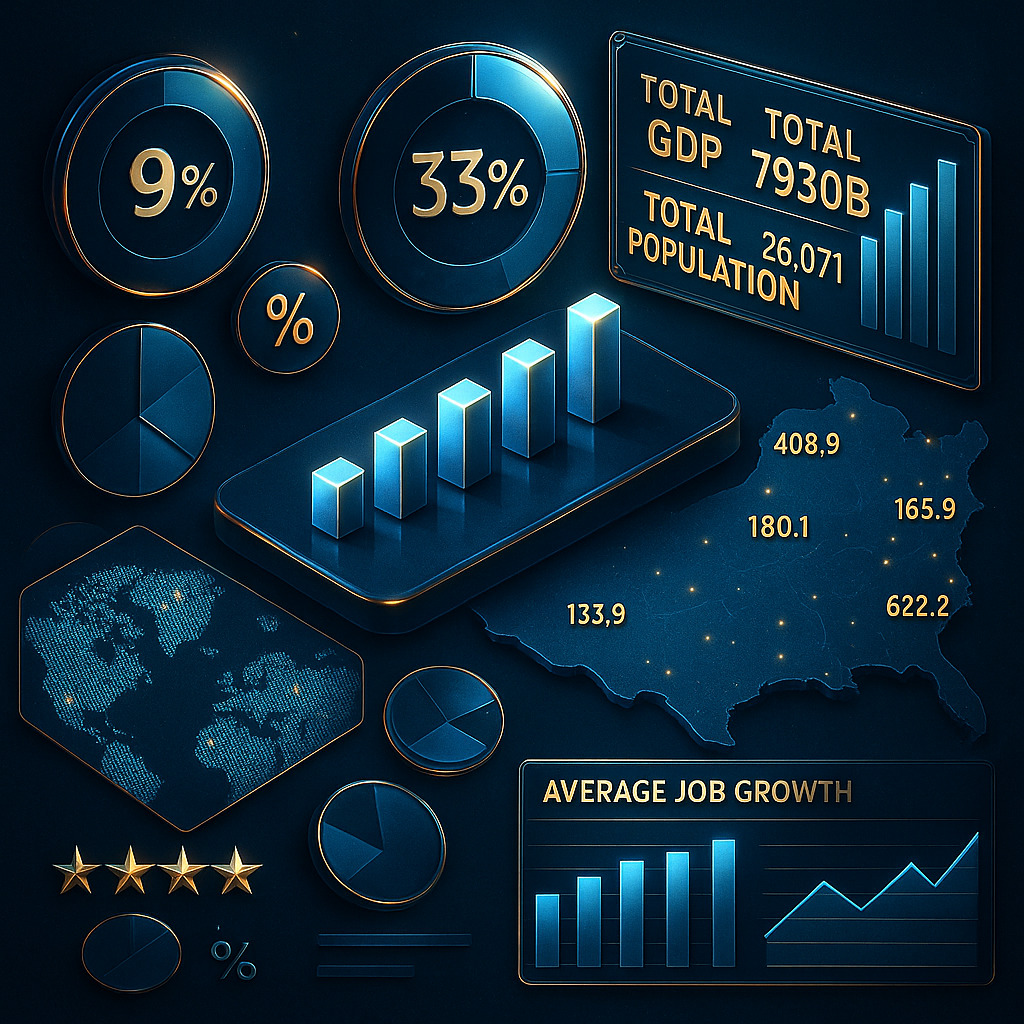 9%
33%
TOTAL GDP
TOTAL 7930B
TOTAL POPULATION
26,071
%
408,9
180.1
165.9
133,9
622.2
AVERAGE JOB GROWTH
%